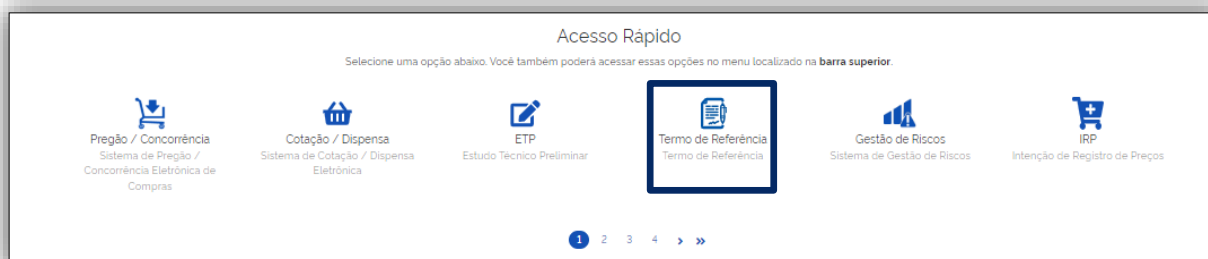 Acesso Rápido
Selecione uma opção abaixo. Você também poderá acessar essas opções no menu localizado na barra superior.
Pregão / Concorrência
Sistema de Pregão /
Concorrência Eletrônica de
Compras
Cotação / Dispensa
Sistema de Cotação / Dispensa
Eletrônica
ETP
Estudo Técnico Preliminar
Termo de Referência
Termo de Referência
Gestão de Riscos
Sistema de Gestão de Riscos
IRP
Intenção de Registro de Preços
1 2 3 4 › »